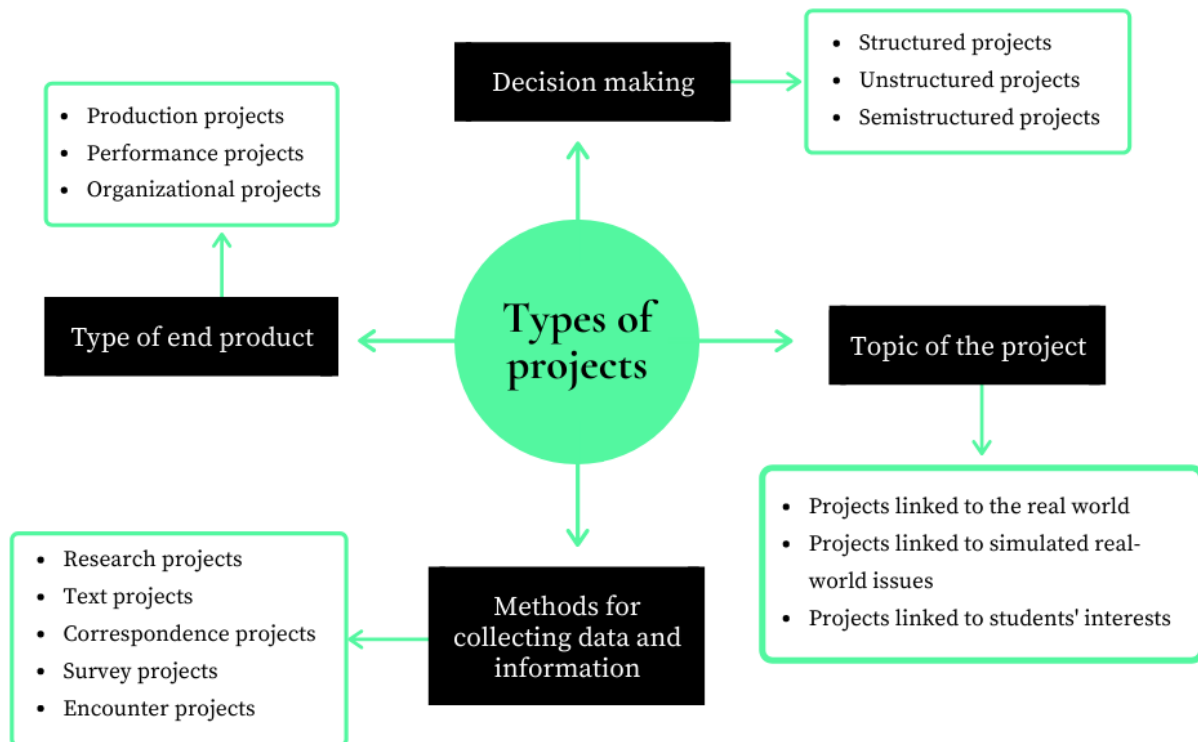 Decision making
• Structured projects
• Unstructured projects
• Semistructured projects
• Production projects
• Performance projects
• Organizational projects
Type of end product
Types of
projects
Topic of the project
• Projects linked to the real world
• Projects linked to simulated real-
world issues
• Projects linked to students' interests
Methods for
collecting data and
information
• Research projects
• Text projects
• Correspondence projects
• Survey projects
• Encounter projects